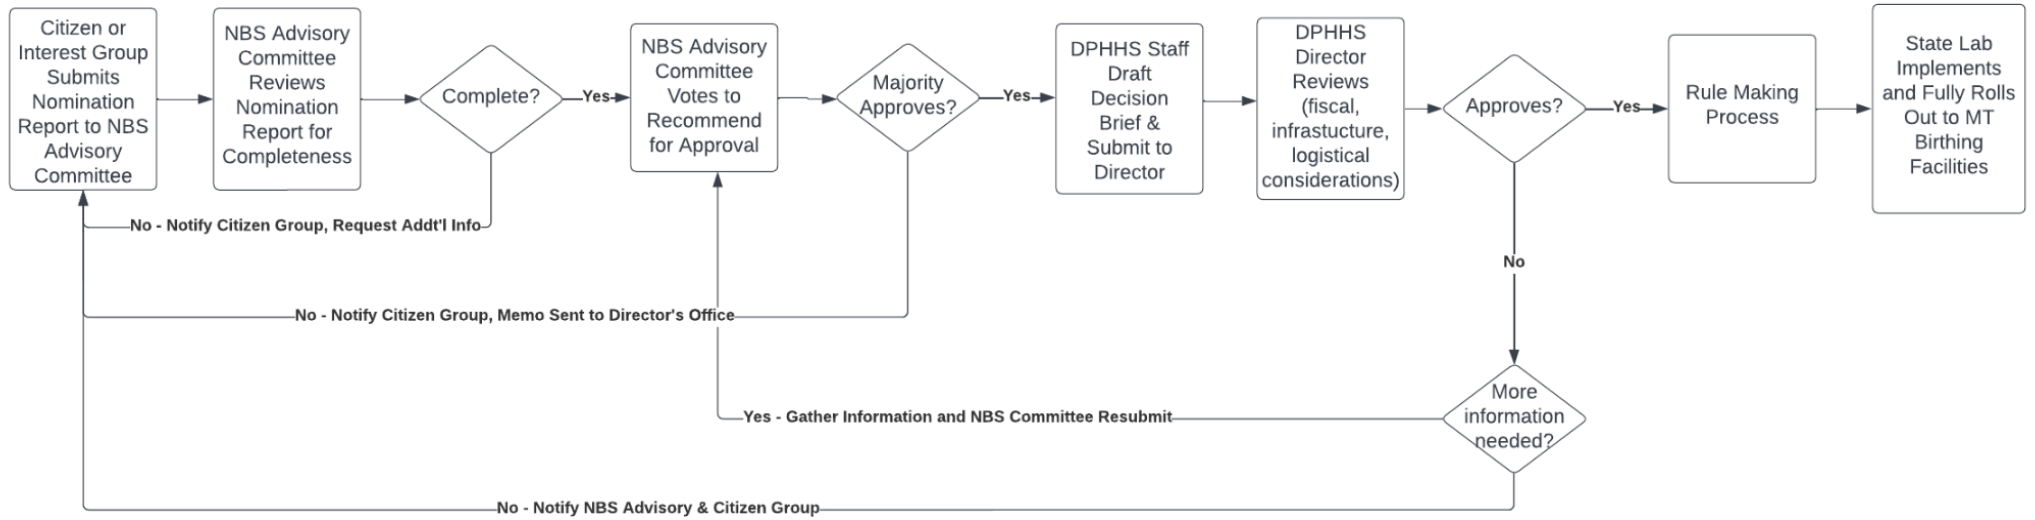 Citizen or
Interest Group
Submits
Nomination
Report to NBS
Advisory
Committee
NBS Advisory
Committee
Reviews
Nomination
Report for
Completeness
Complete?
Yes
NBS Advisory
Committee
Votes to
Recommend
for Approval
Majority
Approves?
Yes
DPHHS Staff
Draft
Decision
Brief &
Submit to
Director
DPHHS
Director
Reviews
(fiscal,
infrastucture,
logistical
considerations)
Approves?
Yes
Rule Making
Process
State Lab
Implements
and Fully Rolls
Out to MT
Birthing
Facilities
No - Notify Citizen Group, Request Addt'l Info
No
No - Notify Citizen Group, Memo Sent to Director's Office
More
information
needed?
Yes - Gather Information and NBS Committee Resubmit
No - Notify NBS Advisory & Citizen Group